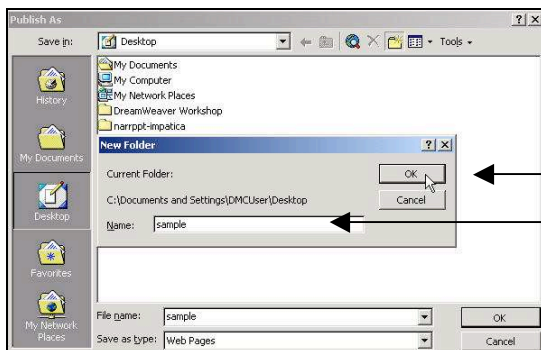 Publish As
Save in: Desktop Tools
History
My Documents
Desktop
Favorites
My Network Places
My Documents
My Computer
My Network Places
DreamWeaver Workshop
narrppt-impatica
New Folder
Current Folder: OK
C:\Documents and Settings\DMCUser\Desktop Cancel
Name: sample
File name: sample OK
Save as type: Web Pages Cancel